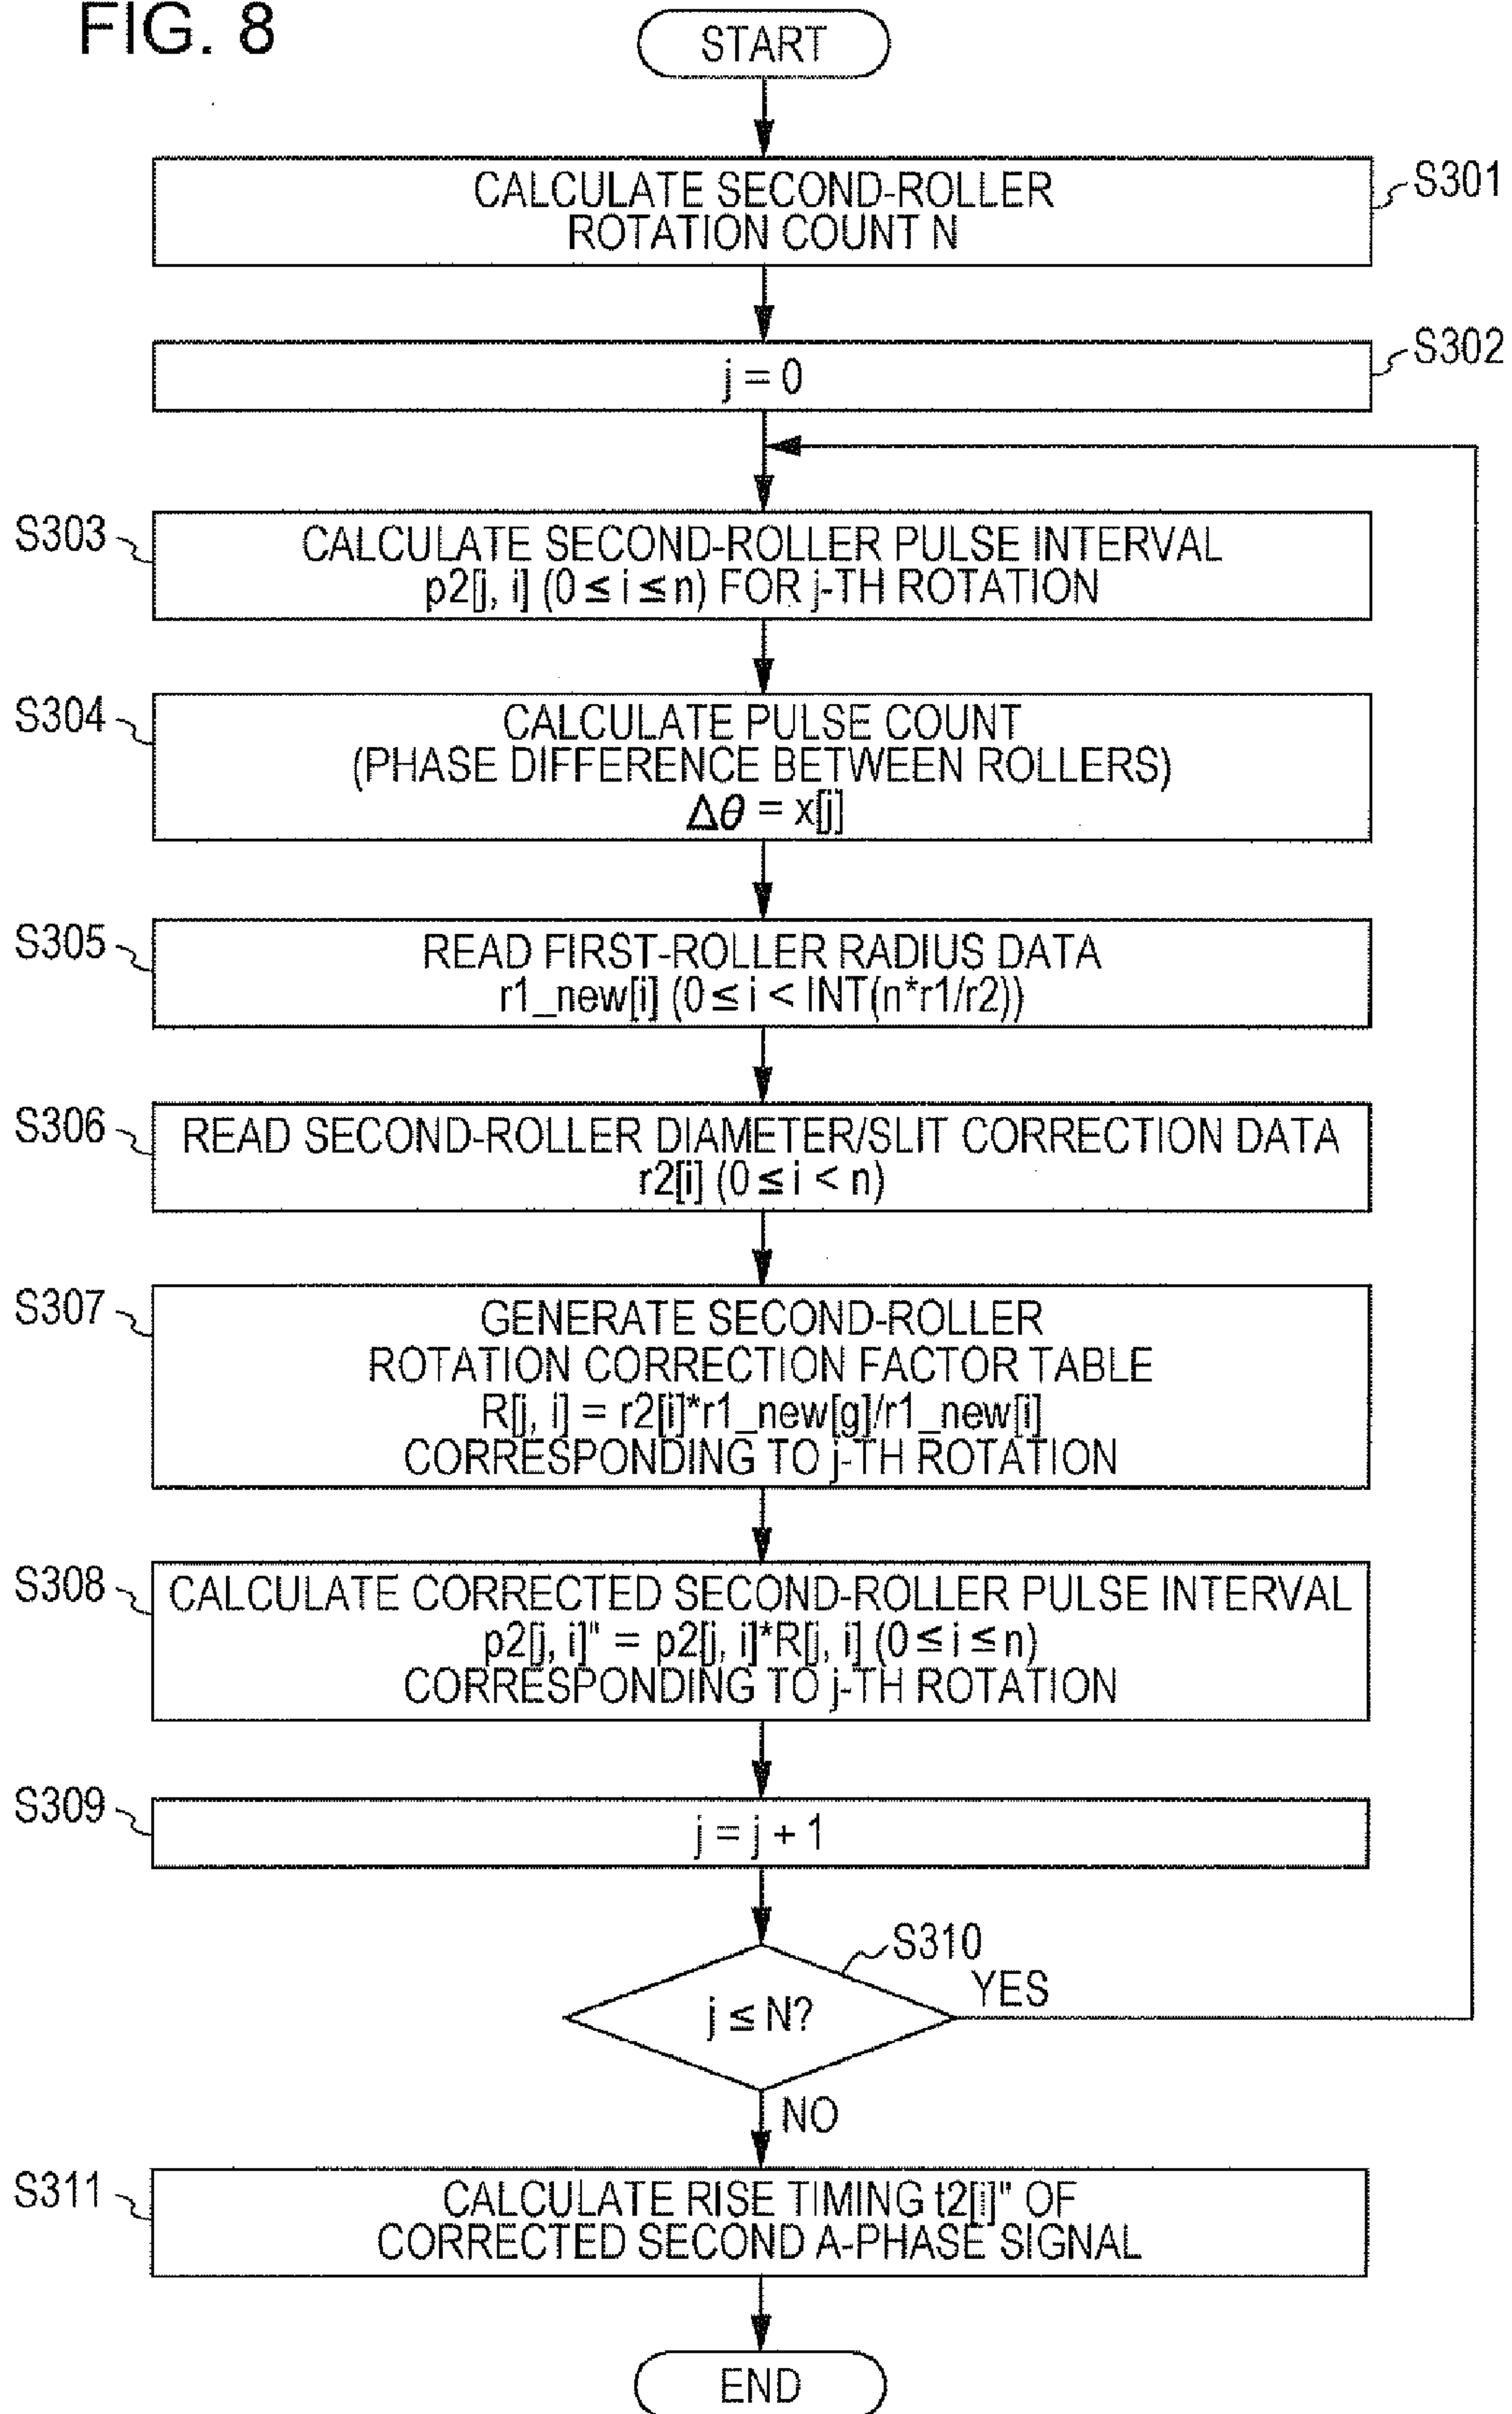 FIG. 8
START
CALCULATE SECOND-ROLLER
ROTATION COUNT N
S301
j = 0
S302
S303
CALCULATE SECOND-ROLLER PULSE INTERVAL
p2[j, i] (0 ≤ i ≤ n) FOR j-TH ROTATION
S304
CALCULATE PULSE COUNT
(PHASE DIFFERENCE BETWEEN ROLLERS)
Δθ = x[j]
S305
READ FIRST-ROLLER RADIUS DATA
r1_new[i] (0 ≤ i < INT(n*r1/r2))
S306
READ SECOND-ROLLER DIAMETER/SLIT CORRECTION DATA
r2[i] (0 ≤ i < n)
S307
GENERATE SECOND-ROLLER
ROTATION CORRECTION FACTOR TABLE
R[j, i] = r2[i]*r1_new[g]/r1_new[i]
CORRESPONDING TO j-TH ROTATION
S308
CALCULATE CORRECTED SECOND-ROLLER PULSE INTERVAL
p2[j, i]" = p2[j, i]*R[j, i] (0 ≤ i ≤ n)
CORRESPONDING TO j-TH ROTATION
S309
j = j + 1
S310
j ≤ N?
YES
NO
S311
CALCULATE RISE TIMING t2[i]" OF
CORRECTED SECOND A-PHASE SIGNAL
END